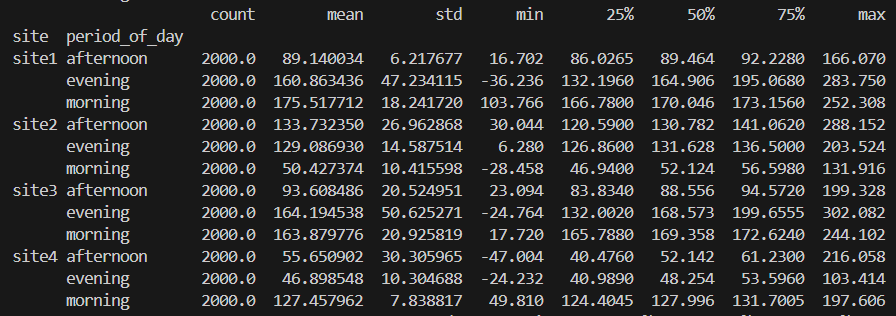 count mean std min 25% 50% 75% max
site period_of_day
site1 afternoon 2000.0 89.140034 6.217677 16.702 86.0265 89.464 92.2280 166.070
evening 2000.0 160.863436 47.234115 -36.236 132.1960 164.906 195.0680 283.750
morning 2000.0 175.517712 18.241720 103.766 166.7800 170.046 173.1560 252.308
site2 afternoon 2000.0 133.732350 26.962868 30.044 120.5900 130.782 141.0620 288.152
evening 2000.0 129.086930 14.587514 6.280 126.8600 131.628 136.5000 203.524
morning 2000.0 50.427374 10.415598 -28.458 46.9400 52.124 56.5980 131.916
site3 afternoon 2000.0 93.608486 20.524951 23.094 83.8340 88.556 94.5720 199.328
evening 2000.0 164.194538 50.625271 -24.764 132.0020 168.573 199.6555 302.082
morning 2000.0 163.879776 20.925819 17.720 165.7880 169.358 172.6240 244.102
site4 afternoon 2000.0 55.650902 30.305965 -47.004 40.4760 52.142 61.2300 216.058
evening 2000.0 46.898548 10.304688 -24.232 40.9890 48.254 53.5960 103.414
morning 2000.0 127.457962 7.838817 49.810 124.4045 127.996 131.7005 197.606